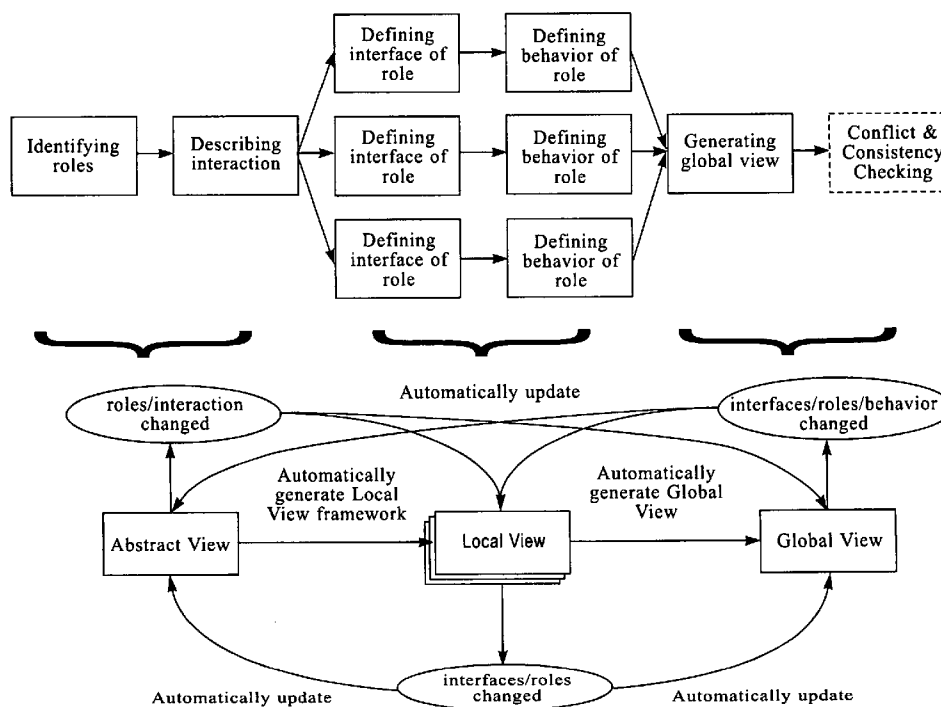 Defining
interface of
role
Defining
behavior of
role
Identifying
roles
Describing
interaction
Defining
interface of
role
Defining
behavior of
role
Generating
global view
Conflict &
Consistency
Checking
Defining
interface of
role
Defining
behavior of
role
roles/interaction
changed
Automatically update
interfaces/roles/behavior
changed
Automatically
generate Local
View framework
Automatically
generate Global
View
Abstract View
Local View
Global View
interfaces/roles
changed
Automatically update
Automatically update